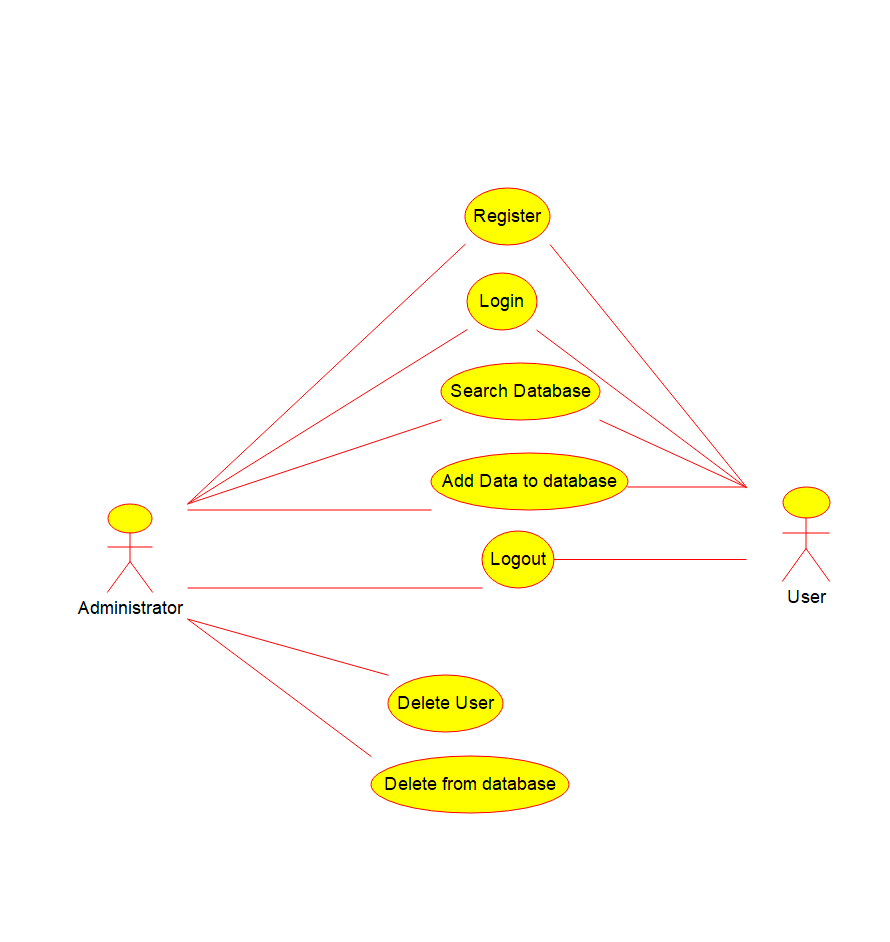 Register
Login
Search Database
Add Data to database
Logout
Administrator
User
Delete User
Delete from database